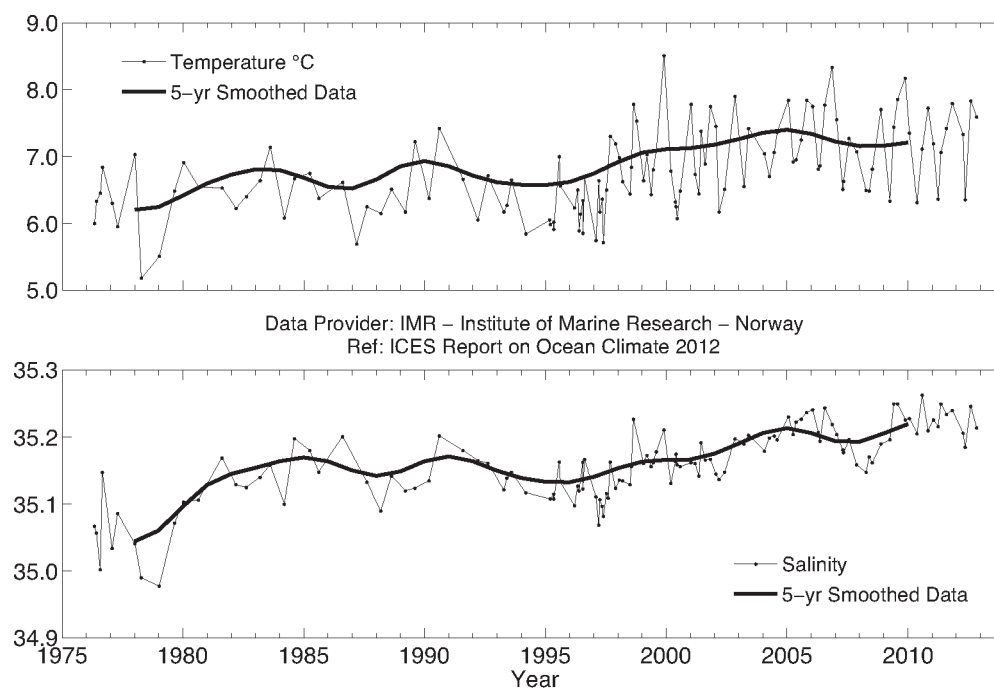 9.0
8.0
7.0
6.0
5.0
Temperature °C
5−yr Smoothed Data
Data Provider: IMR − Institute of Marine Research − Norway
Ref: ICES Report on Ocean Climate 2012
35.3
35.2
35.1
35.0
34.9
Salinity
5−yr Smoothed Data
1975 1980 1985 1990 1995 2000 2005 2010
Year